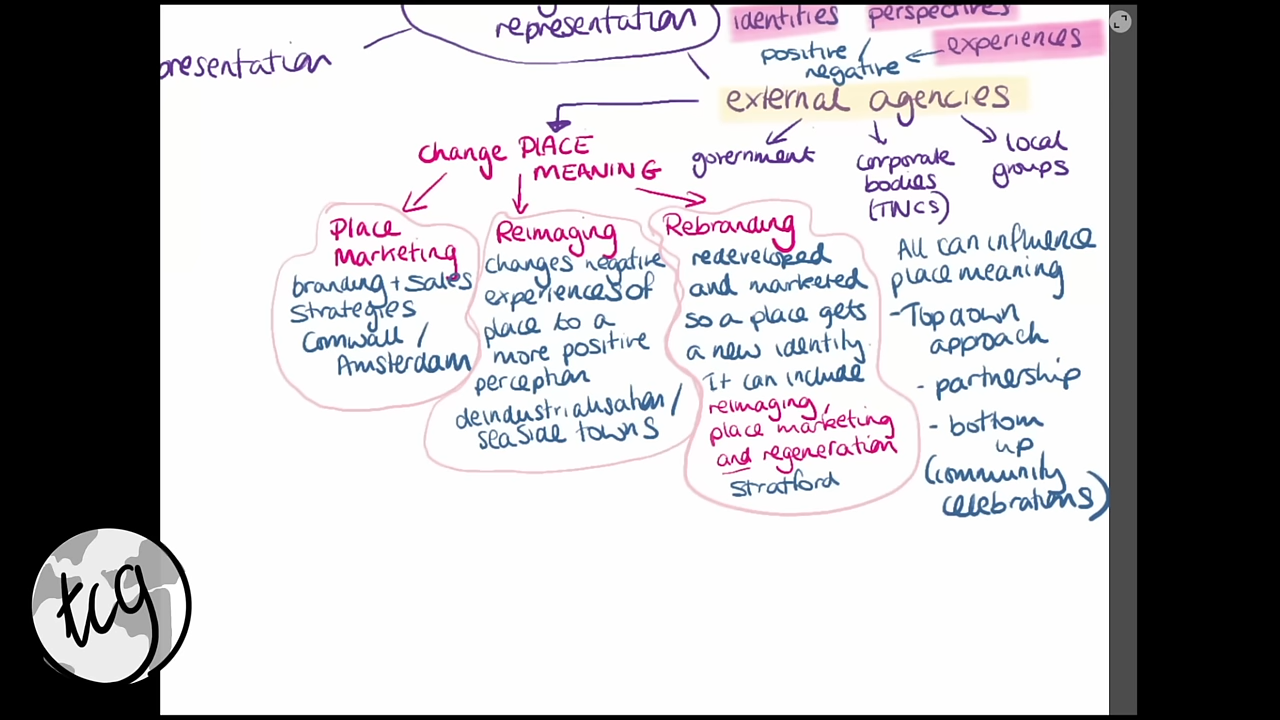 representation
identities perspectives
presentation
positive / negative
experiences
external agencies
change PLACE MEANING
government
corporate bodies (TNCS)
local groups
Place Marketing
branding + sales
strategies
Cornwall /
Amsterdam
Reimaging
changes negative
experiences of
place to a
more positive
perception
deindustrialisation /
seaside towns
Rebranding
redeveloped
and marketed
so a place gets
a new identity.
It can include
reimaging,
place marketing
and regeneration
Stratford
All can influence
place meaning
- Top down
approach
- partnership
- bottom
up
(community
celebrations)
tcg